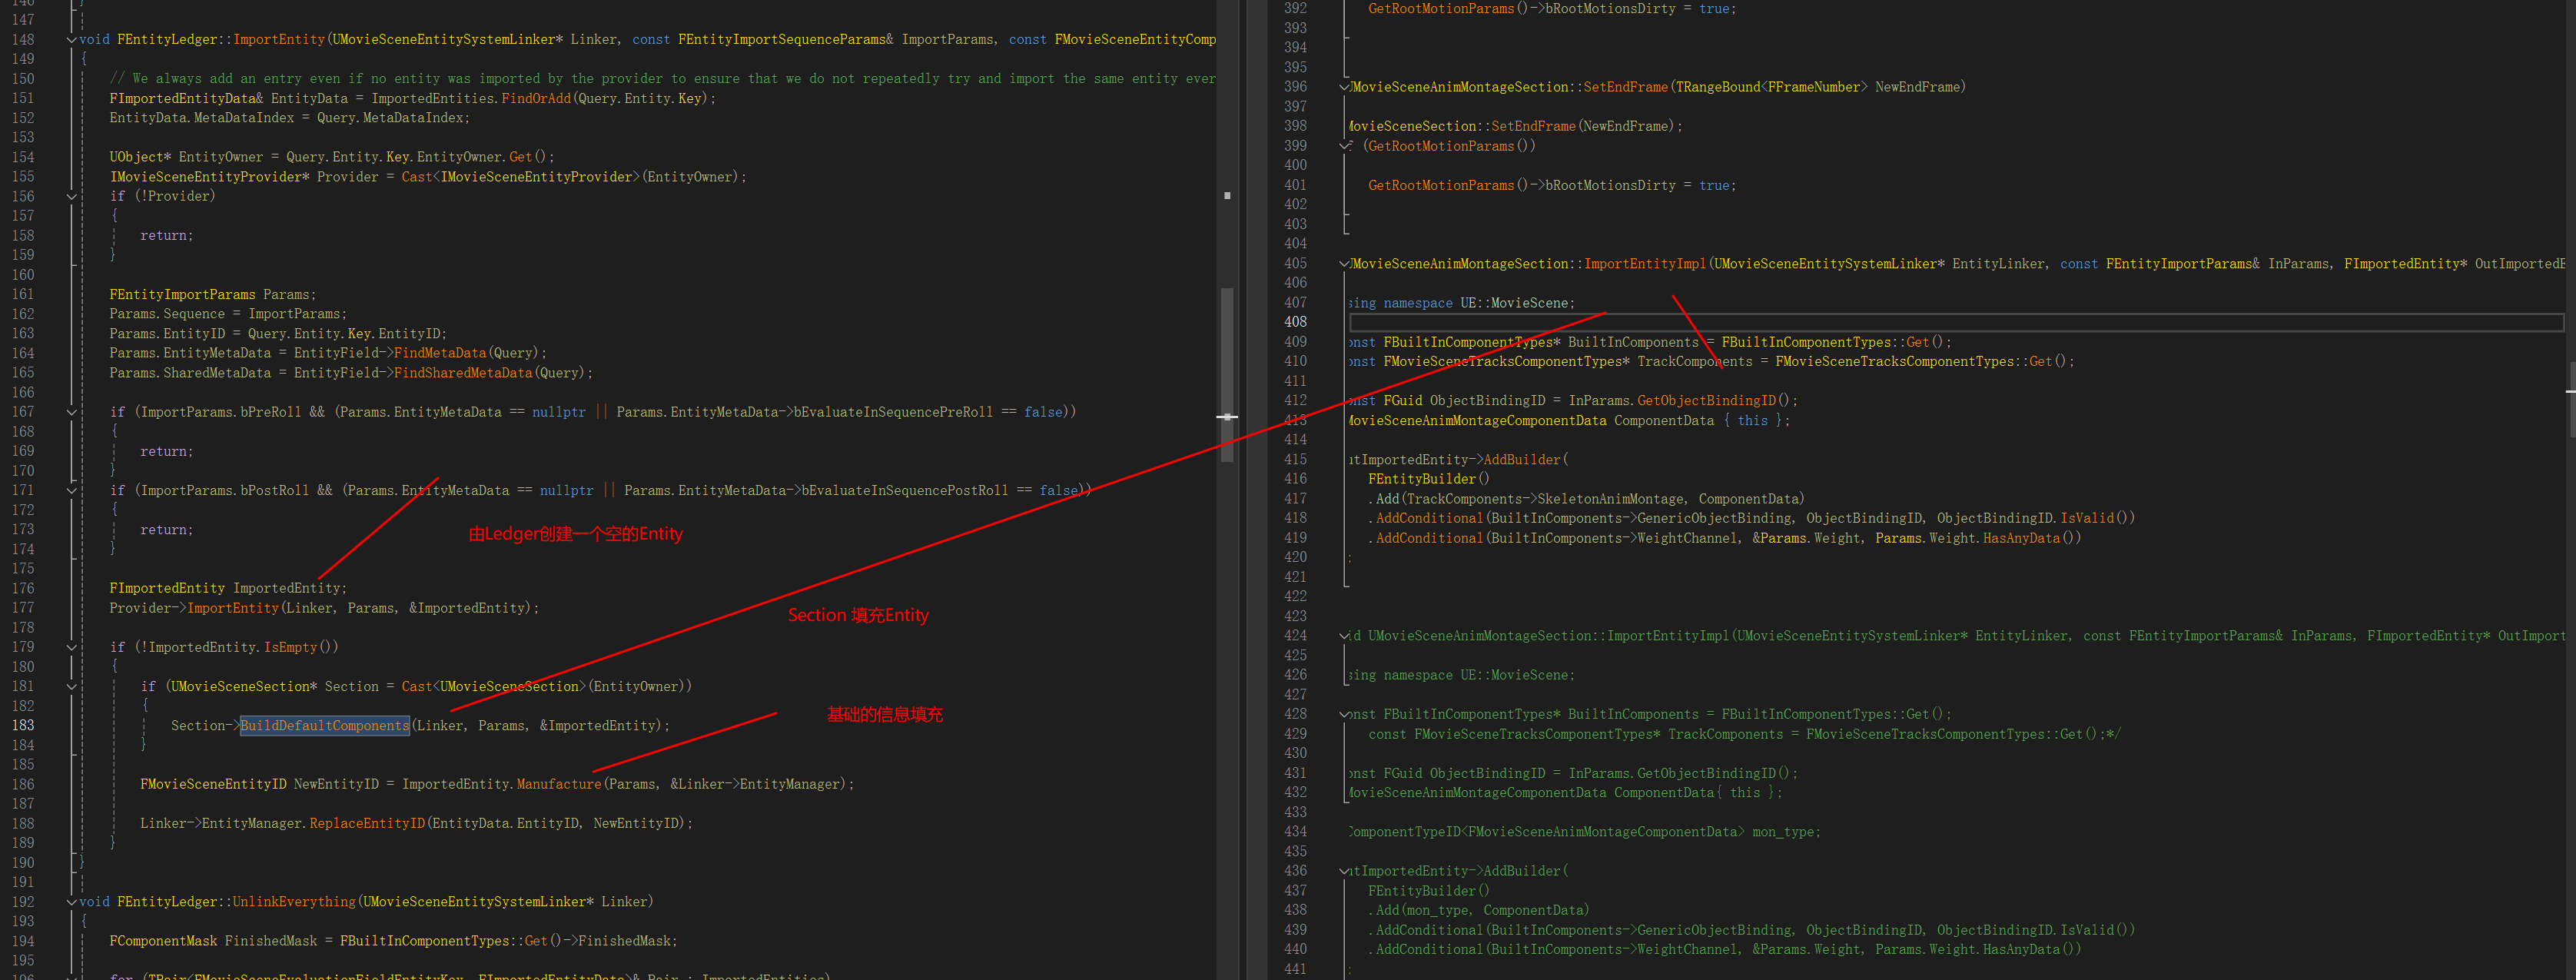 146 }
147
148 void FEntityLedger::ImportEntity(UMovieSceneEntitySystemLinker* Linker, const FEntityImportSequenceParams& ImportParams, const FMovieSceneEntityComp
149 {
150 // We always add an entry even if no entity was imported by the provider to ensure that we do not repeatedly try and import the same entity ever
151 FImportedEntityData& EntityData = ImportedEntities.FindOrAdd(Query.Entity.Key);
152 EntityData.MetaDataIndex = Query.MetaDataIndex;
153
154 UObject* EntityOwner = Query.Entity.Key.EntityOwner.Get();
155 IMovieSceneEntityProvider* Provider = Cast<IMovieSceneEntityProvider>(EntityOwner);
156 if (!Provider)
157 {
158 return;
159 }
160
161 FEntityImportParams Params;
162 Params.Sequence = ImportParams;
163 Params.EntityID = Query.Entity.Key.EntityID;
164 Params.EntityMetaData = EntityField->FindMetaData(Query);
165 Params.SharedMetaData = EntityField->FindSharedMetaData(Query);
166
167 if (ImportParams.bPreRoll && (Params.EntityMetaData == nullptr || Params.EntityMetaData->bEvaluateInSequencePreRoll == false))
168 {
169 return;
170 }
171 if (ImportParams.bPostRoll && (Params.EntityMetaData == nullptr || Params.EntityMetaData->bEvaluateInSequencePostRoll == false))
172 {
173 return;
174 }
由Ledger创建一个空的Entity
175
176 FImportedEntity ImportedEntity;
177 Provider->ImportEntity(Linker, Params, &ImportedEntity);
Section 填充Entity
178
179 if (!ImportedEntity.IsEmpty())
180 {
181 if (UMovieSceneSection* Section = Cast<UMovieSceneSection>(EntityOwner))
182 {
183 Section->BuildDefaultComponents(Linker, Params, &ImportedEntity);
基础的信息填充
184 }
185
186 FMovieSceneEntityID NewEntityID = ImportedEntity.Manufacture(Params, &Linker->EntityManager);
187
188 Linker->EntityManager.ReplaceEntityID(EntityData.EntityID, NewEntityID);
189 }
190 }
191
192 void FEntityLedger::UnlinkEverything(UMovieSceneEntitySystemLinker* Linker)
193 {
194 FComponentMask FinishedMask = FBuiltInComponentTypes::Get()->FinishedMask;
195
196 for (TPair<FMovieSceneEvaluationFieldEntityKey, FImportedEntityData>& Pair : ImportedEntities)
392 GetRootMotionParams()->bRootMotionsDirty = true;
393
394
395
396 MovieSceneAnimMontageSection::SetEndFrame(TRangeBound<FFrameNumber> NewEndFrame)
397
398 MovieSceneSection::SetEndFrame(NewEndFrame);
399 (GetRootMotionParams())
400
401 GetRootMotionParams()->bRootMotionsDirty = true;
402
403
404
405 MovieSceneAnimMontageSection::ImportEntityImpl(UMovieSceneEntitySystemLinker* EntityLinker, const FEntityImportParams& InParams, FImportedEntity* OutImportedE
406
407 sing namespace UE::MovieScene;
408
409 onst FBuiltInComponentTypes* BuiltInComponents = FBuiltInComponentTypes::Get();
410 onst FMovieSceneTracksComponentTypes* TrackComponents = FMovieSceneTracksComponentTypes::Get();
411
412 onst FGuid ObjectBindingID = InParams.GetObjectBindingID();
413 MovieSceneAnimMontageComponentData ComponentData { this };
414
415 utImportedEntity->AddBuilder(
416 FEntityBuilder()
417 .Add(TrackComponents->SkeletonAnimMontage, ComponentData)
418 .AddConditional(BuiltInComponents->GenericObjectBinding, ObjectBindingID, ObjectBindingID.IsValid())
419 .AddConditional(BuiltInComponents->WeightChannel, &Params.Weight, Params.Weight.HasAnyData())
420 ;
421
422
423
424 id UMovieSceneAnimMontageSection::ImportEntityImpl(UMovieSceneEntitySystemLinker* EntityLinker, const FEntityImportParams& InParams, FImportedEntity* OutImport
425
426 sing namespace UE::MovieScene;
427
428 onst FBuiltInComponentTypes* BuiltInComponents = FBuiltInComponentTypes::Get();
429 const FMovieSceneTracksComponentTypes* TrackComponents = FMovieSceneTracksComponentTypes::Get();*/
430
431 onst FGuid ObjectBindingID = InParams.GetObjectBindingID();
432 MovieSceneAnimMontageComponentData ComponentData{ this };
433
434 ComponentTypeID<FMovieSceneAnimMontageComponentData> mon_type;
435
436 utImportedEntity->AddBuilder(
437 FEntityBuilder()
438 .Add(mon_type, ComponentData)
439 .AddConditional(BuiltInComponents->GenericObjectBinding, ObjectBindingID, ObjectBindingID.IsValid())
440 .AddConditional(BuiltInComponents->WeightChannel, &Params.Weight, Params.Weight.HasAnyData())
441 ;